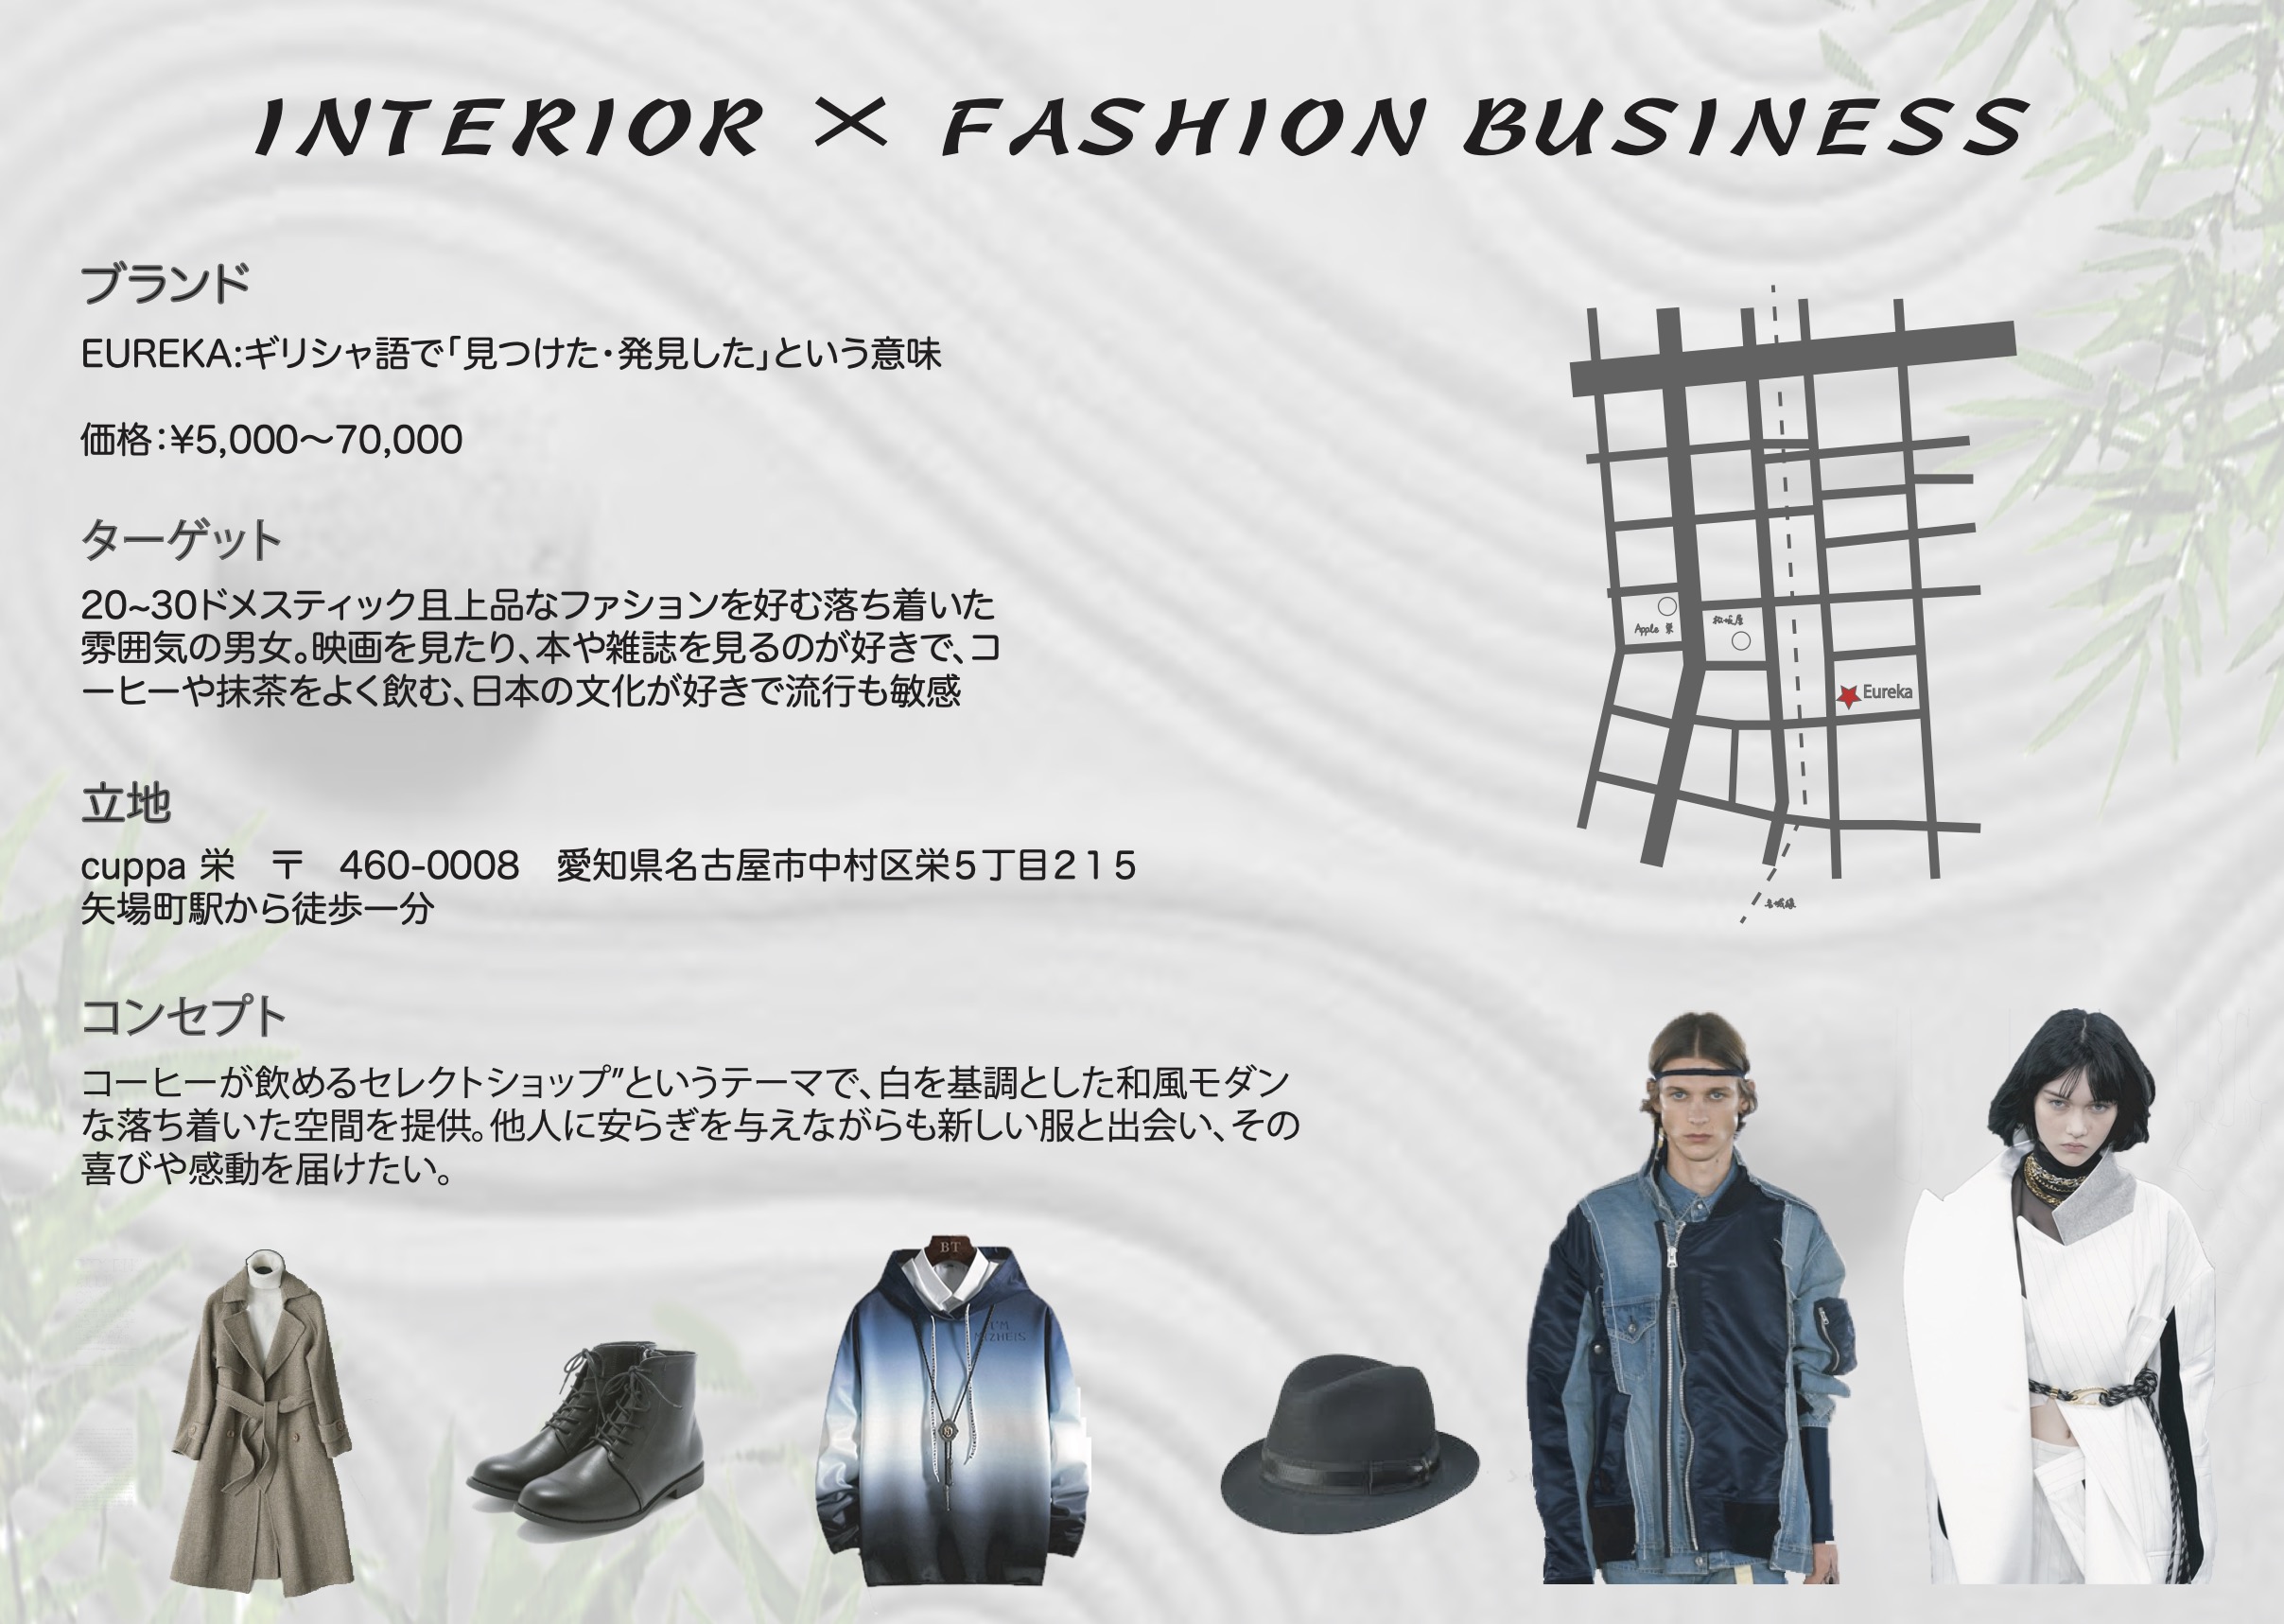 INTERIOR × FASHION BUSINESS
ブランド
EUREKA:ギリシャ語で「見つけた・発見した」という意味
価格：¥5,000〜70,000
ターゲット
20~30ドメスティック且上品なファションを好む落ち着いた
雰囲気の男女。映画を見たり、本や雑誌を見るのが好きで、コ
ーヒーや抹茶をよく飲む、日本の文化が好きで流行も敏感
立地
cuppa 栄　〒　460-0008　愛知県名古屋市中村区栄５丁目２１５
矢場町駅から徒歩一分
コンセプト
コーヒーが飲めるセレクトショップ”というテーマで、白を基調とした和風モダン
な落ち着いた空間を提供。他人に安らぎを与えながらも新しい服と出会い、その
喜びや感動を届けたい。
Apple 栄
松坂屋
Eureka
名城線
BT
I'M